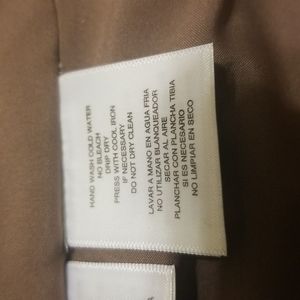 HAND WASH COLD WATER
NO BLEACH
DRIP DRY
PRESS WITH COOL IRON
IF NECESSARY
DO NOT DRY CLEAN
LAVAR A MANO EN AGUA FRIA
NO UTILIZAR BLANQUEADOR
SECAR AL AIRE
PLANCHAR CON PLANCHA TIBIA
SI ES NECESARIO
NO LIMPIAR EN SECO